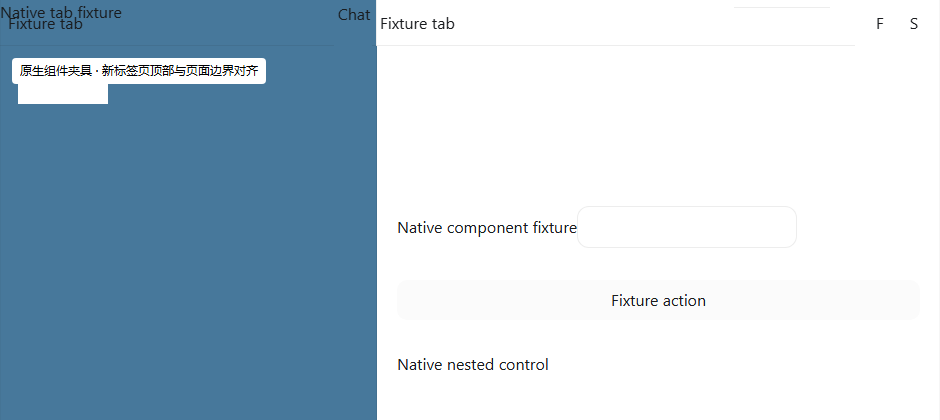 Native tab fixture
Fixture tab
Chat
Fixture tab
F
S
原生组件夹具 · 新标签页顶部与页面边界对齐
Native component fixture
Fixture action
Native nested control